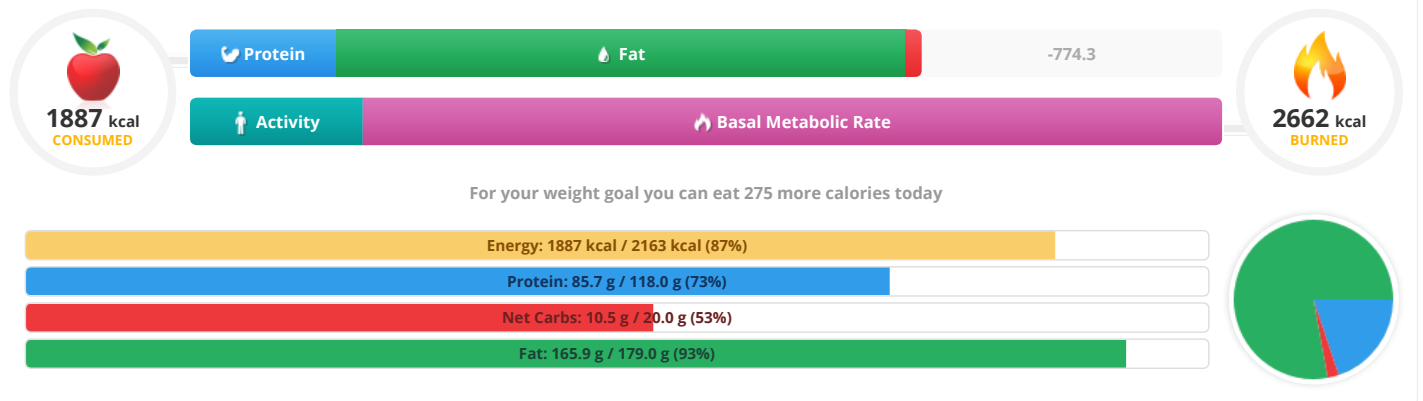 1887 kcal
CONSUMED
Protein
Fat
-774.3
Activity
Basal Metabolic Rate
2662 kcal
BURNED
For your weight goal you can eat 275 more calories today
Energy: 1887 kcal / 2163 kcal (87%)
Protein: 85.7 g / 118.0 g (73%)
Net Carbs: 10.5 g / 20.0 g (53%)
Fat: 165.9 g / 179.0 g (93%)